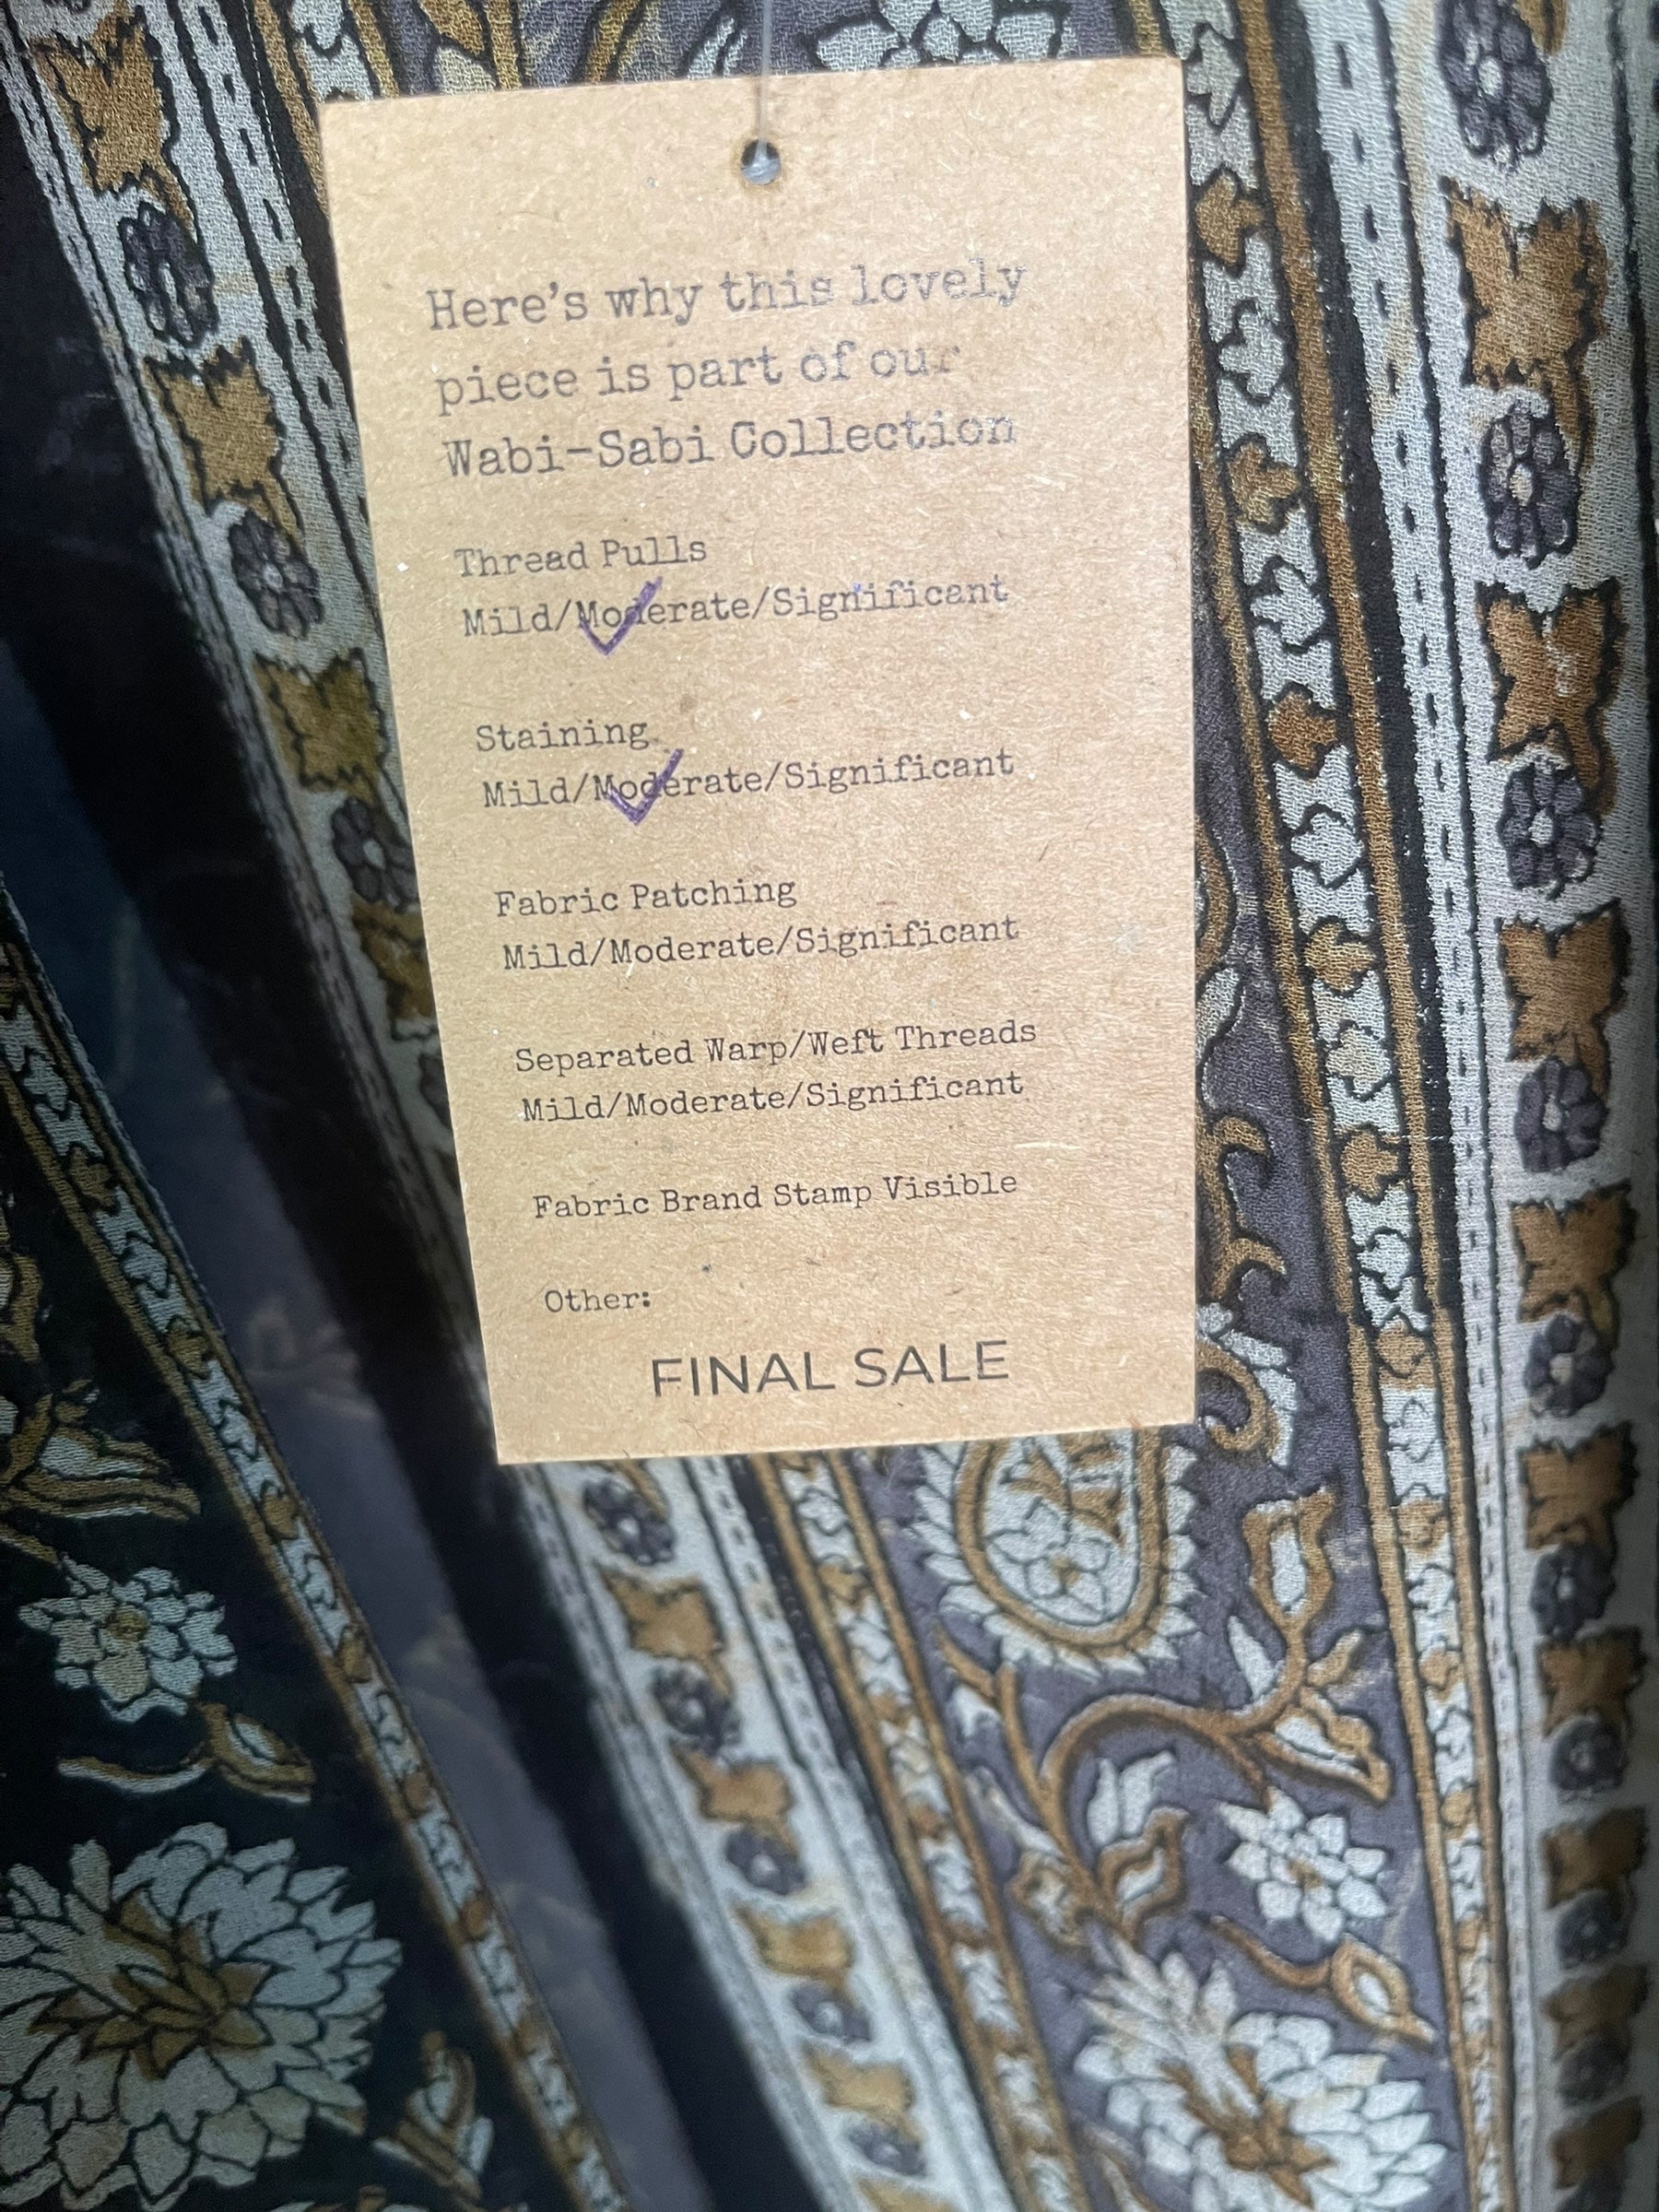 Here's why this lovely
piece is part of our
Wabi-Sabi Collection
Thread Pulls
Mild/Moderate/Significant
Staining
Mild/Moderate/Significant
Fabric Patching
Mild/Moderate/Significant
Separated Warp/Weft Threads
Mild/Moderate/Significant
Fabric Brand Stamp Visible
Other:
FINAL SALE